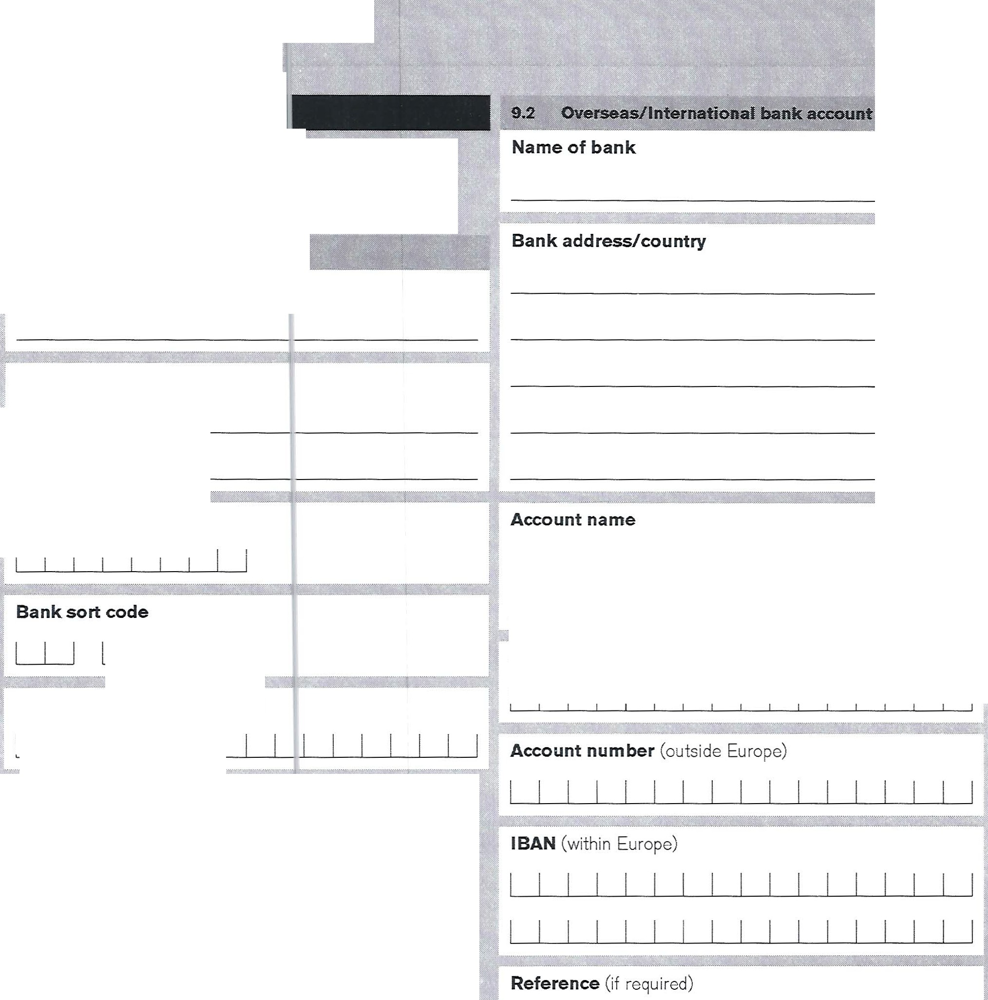 9.2 Overseas/International bank account
Name of bank
Bank address/country
Account name
Bank sort code
Account number (outside Europe)
IBAN (within Europe)
Reference (if required)